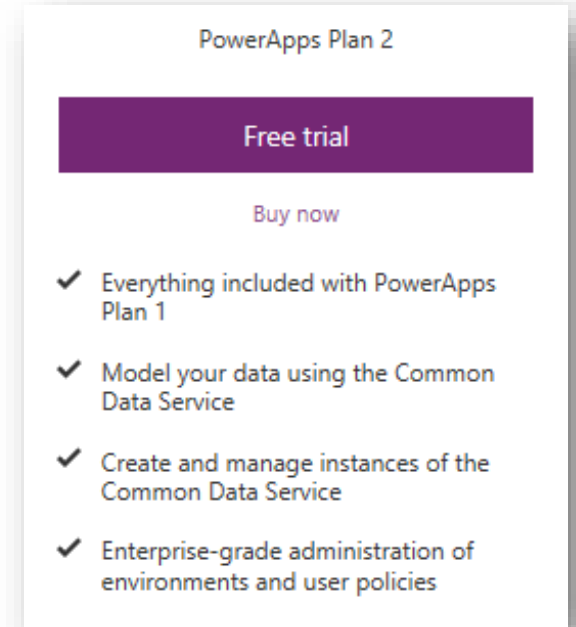 PowerApps Plan 2
Free trial
Buy now
Everything included with PowerApps
Plan 1
Model your data using the Common
Data Service
Create and manage instances of the
Common Data Service
Enterprise-grade administration of
environments and user policies